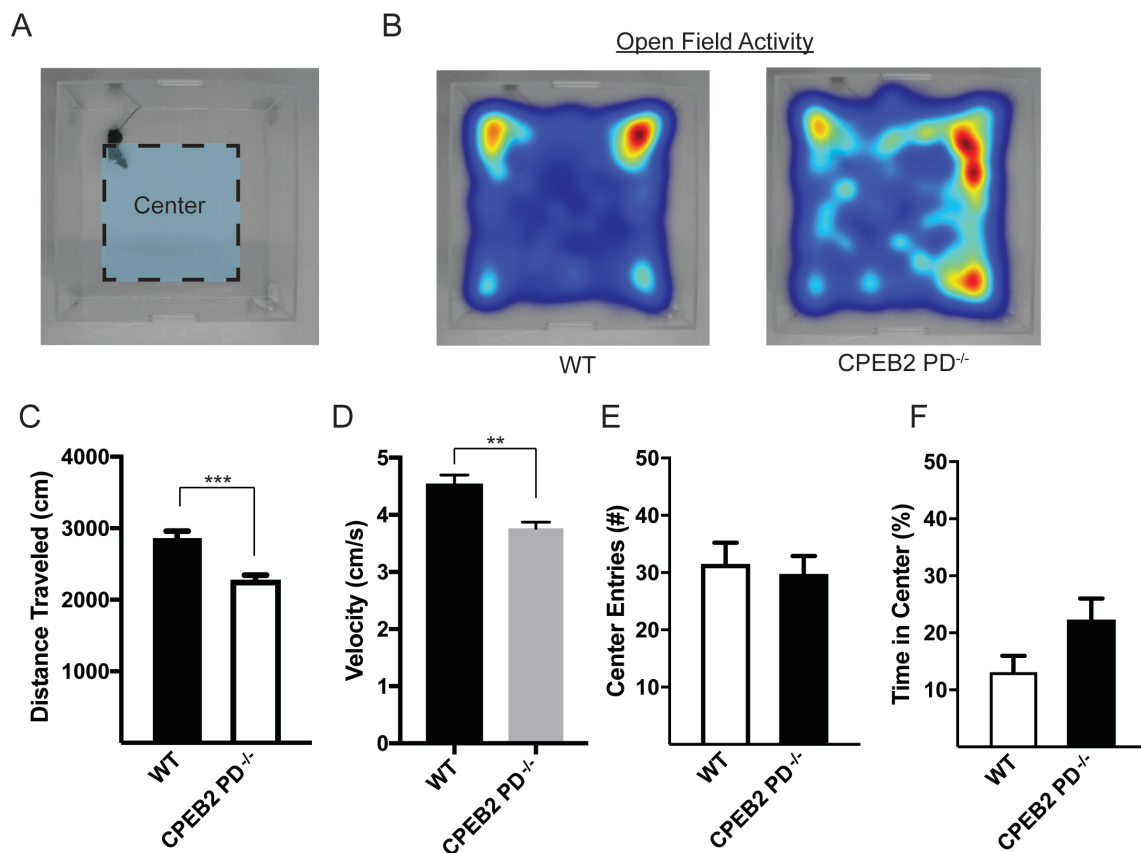 A
B
Open Field Activity
Center
WT
CPEB2 PD-/-
C
Distance Traveled (cm)
4000
3000
2000
1000
***
WT
CPEB2 PD-/-
D
Velocity (cm/s)
5
4
3
2
1
0
**
WT
CPEB2 PD-/-
E
Center Entries (#)
50
40
30
20
10
WT
CPEB2 PD-/-
F
Time in Center (%)
50
40
30
20
10
WT
CPEB2 PD-/-